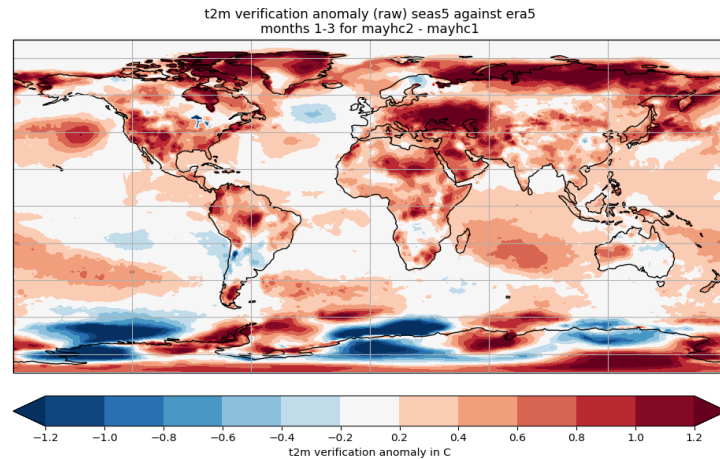 t2m verification anomaly (raw) seas5 against era5
months 1-3 for mayhc2 - mayhc1
−1.2 −1.0 −0.8 −0.6 −0.4 −0.2 0.2 0.4 0.6 0.8 1.0 1.2
t2m verification anomaly in C